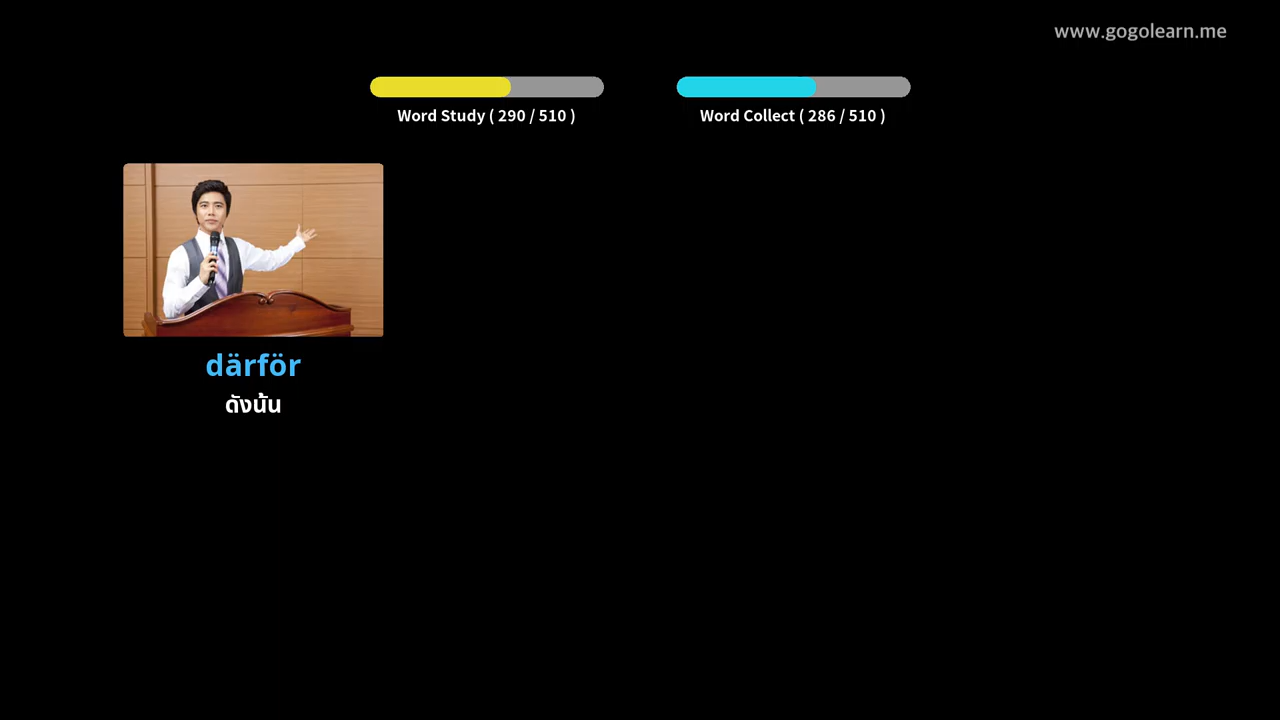 www.gogolearn.me
Word Study ( 290 / 510 )
Word Collect ( 286 / 510 )
därför
ดังนั้น